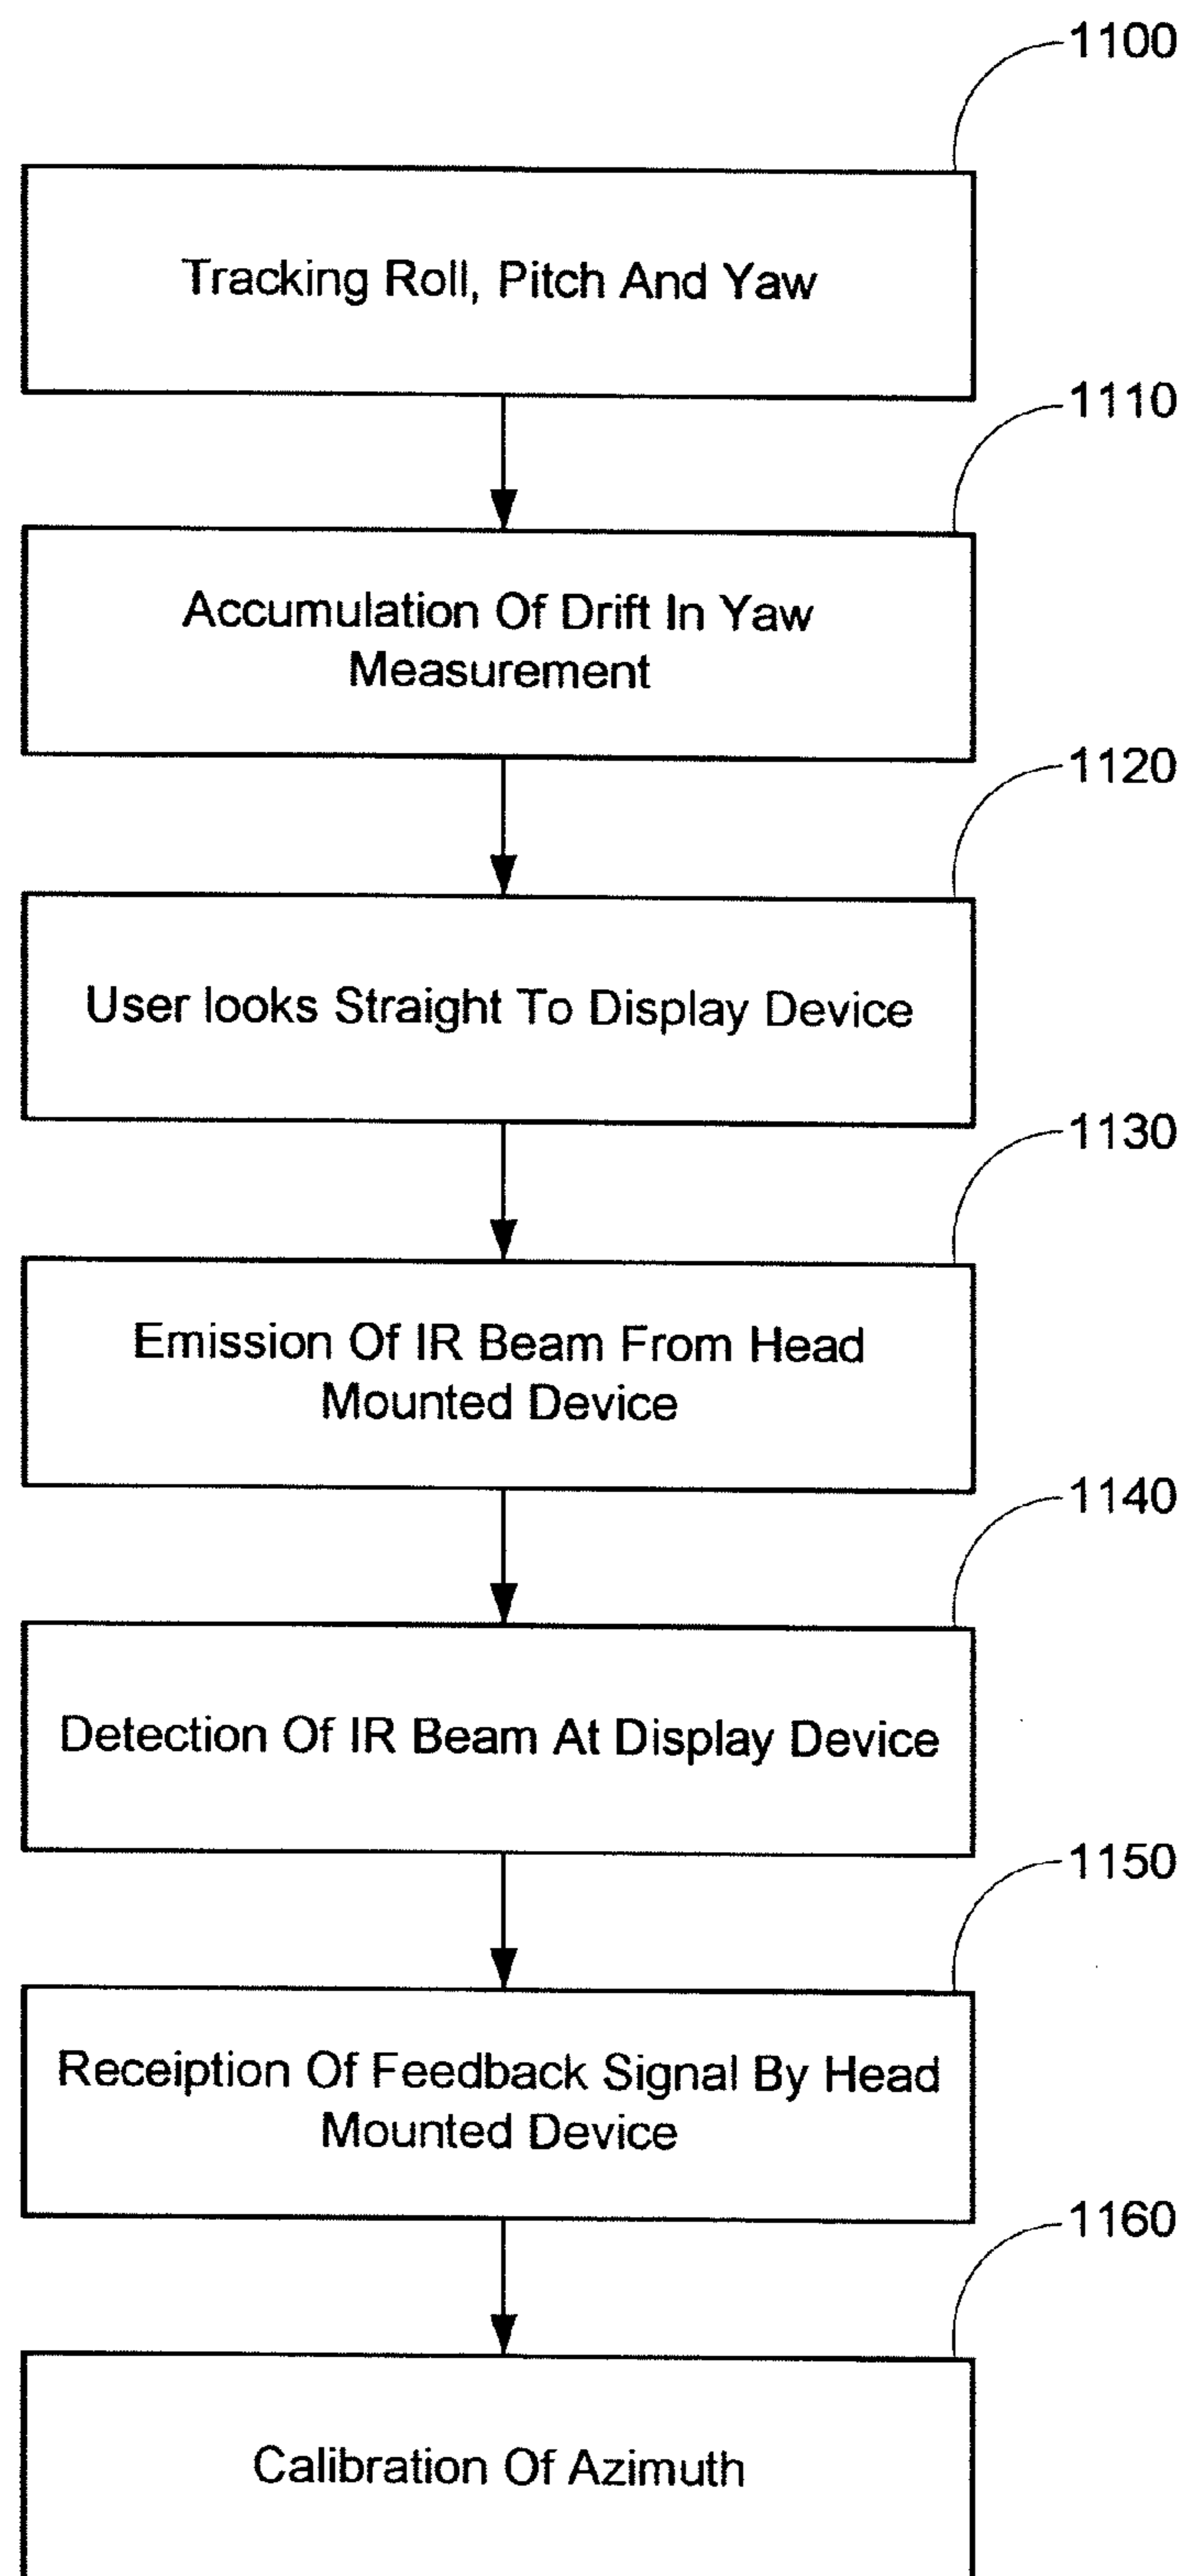 1100
Tracking Roll, Pitch And Yaw
1110
Accumulation Of Drift In Yaw
Measurement
1120
User looks Straight To Display Device
1130
Emission Of IR Beam From Head
Mounted Device
1140
Detection Of IR Beam At Display Device
1150
Receiption Of Feedback Signal By Head
Mounted Device
1160
Calibration Of Azimuth